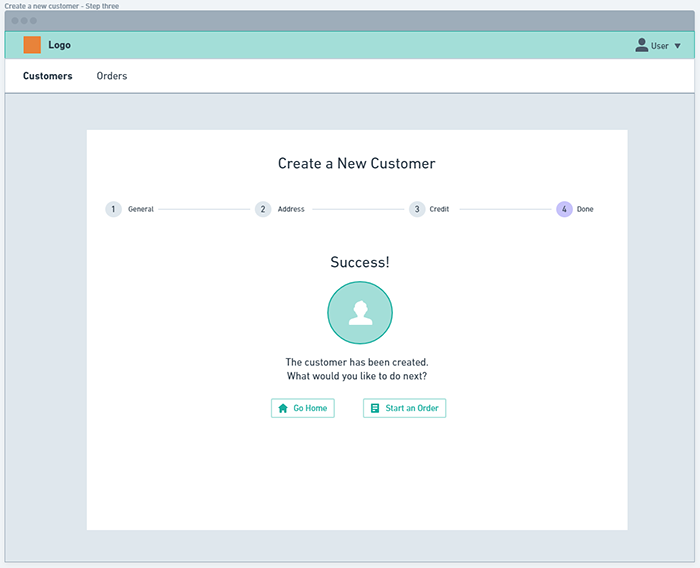 Create a new customer - Step three
Logo
User
Customers Orders
Create a New Customer
1 General 2 Address 3 Credit 4 Done
Success!
The customer has been created.
What would you like to do next?
Go Home Start an Order